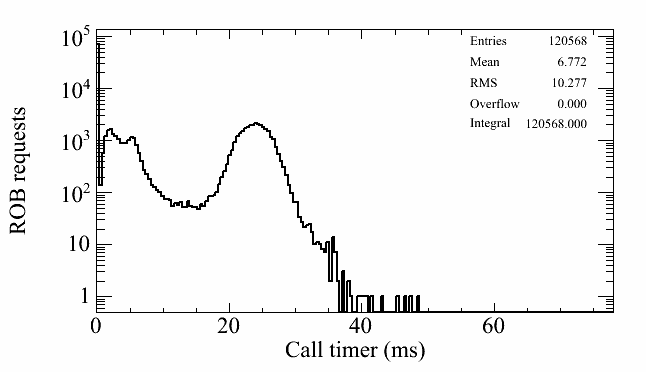 Entries 120568
Mean 6.772
RMS 10.277
Overflow 0.000
Integral 120568.000
ROB requests
10^5
10^4
10^3
10^2
10
1
0 20 40 60
Call timer (ms)